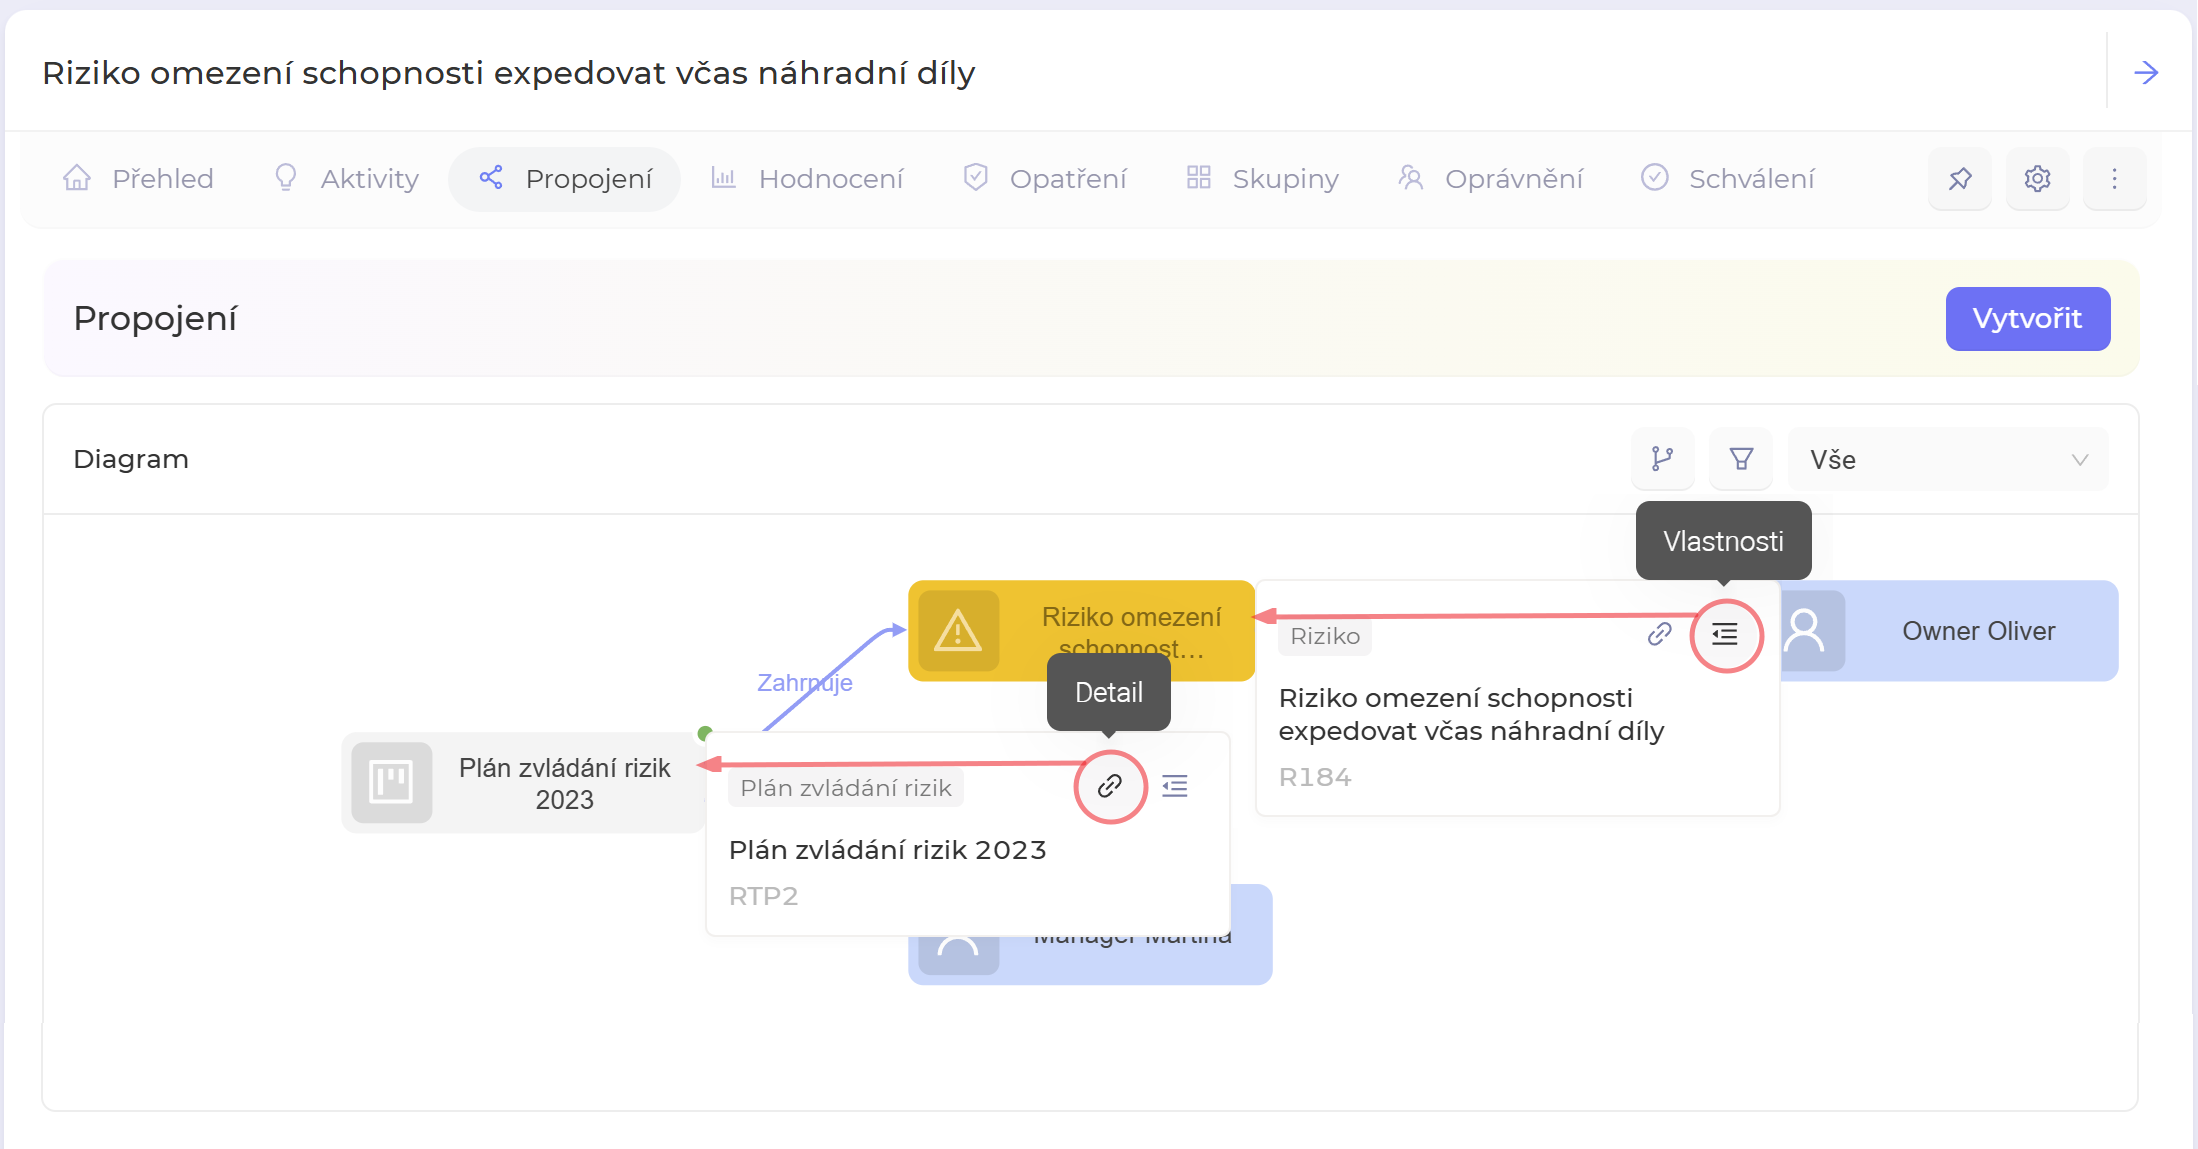 Riziko omezení schopnosti expedovat včas náhradní díly
Přehled
Aktivity
Propojení
Hodnocení
Opatření
Skupiny
Oprávnění
Schválení
Propojení
Vytvořit
Diagram
Vše
Vlastnosti
Riziko omezení
schopnost...
Riziko
Owner Oliver
Zahrnuje
Detail
Riziko omezení schopnosti
expedovat včas náhradní díly
R184
Plán zvládání rizik
2023
Plán zvládání rizik
Plán zvládání rizik 2023
RTP2
Manager Martina